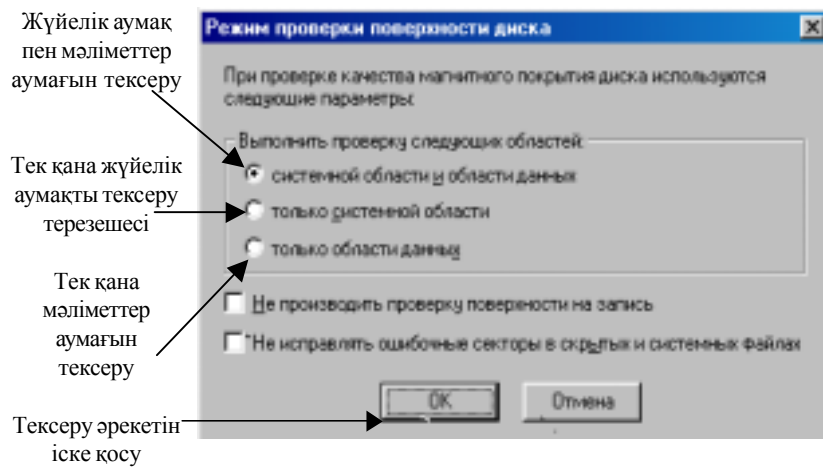 Жүйелік аумақ
пен мәліметтер
аумағын тексеру
Тек қана жүйелік
аумақты тексеру
терезешесі
Тек қана
мәліметтер
аумағын
тексеру
Тексеру әрекетін
іске қосу
Режим проверки поверхности диска
При проверке качества магнитного покрытия диска используются
следующие параметры:
Выполнить проверку следующих областей:
системной области и области данных
только системной области
только области данных
Не производить проверку поверхности на запись
Не исправлять ошибочные секторы в скрытых и системных файлах
OK
Отмена